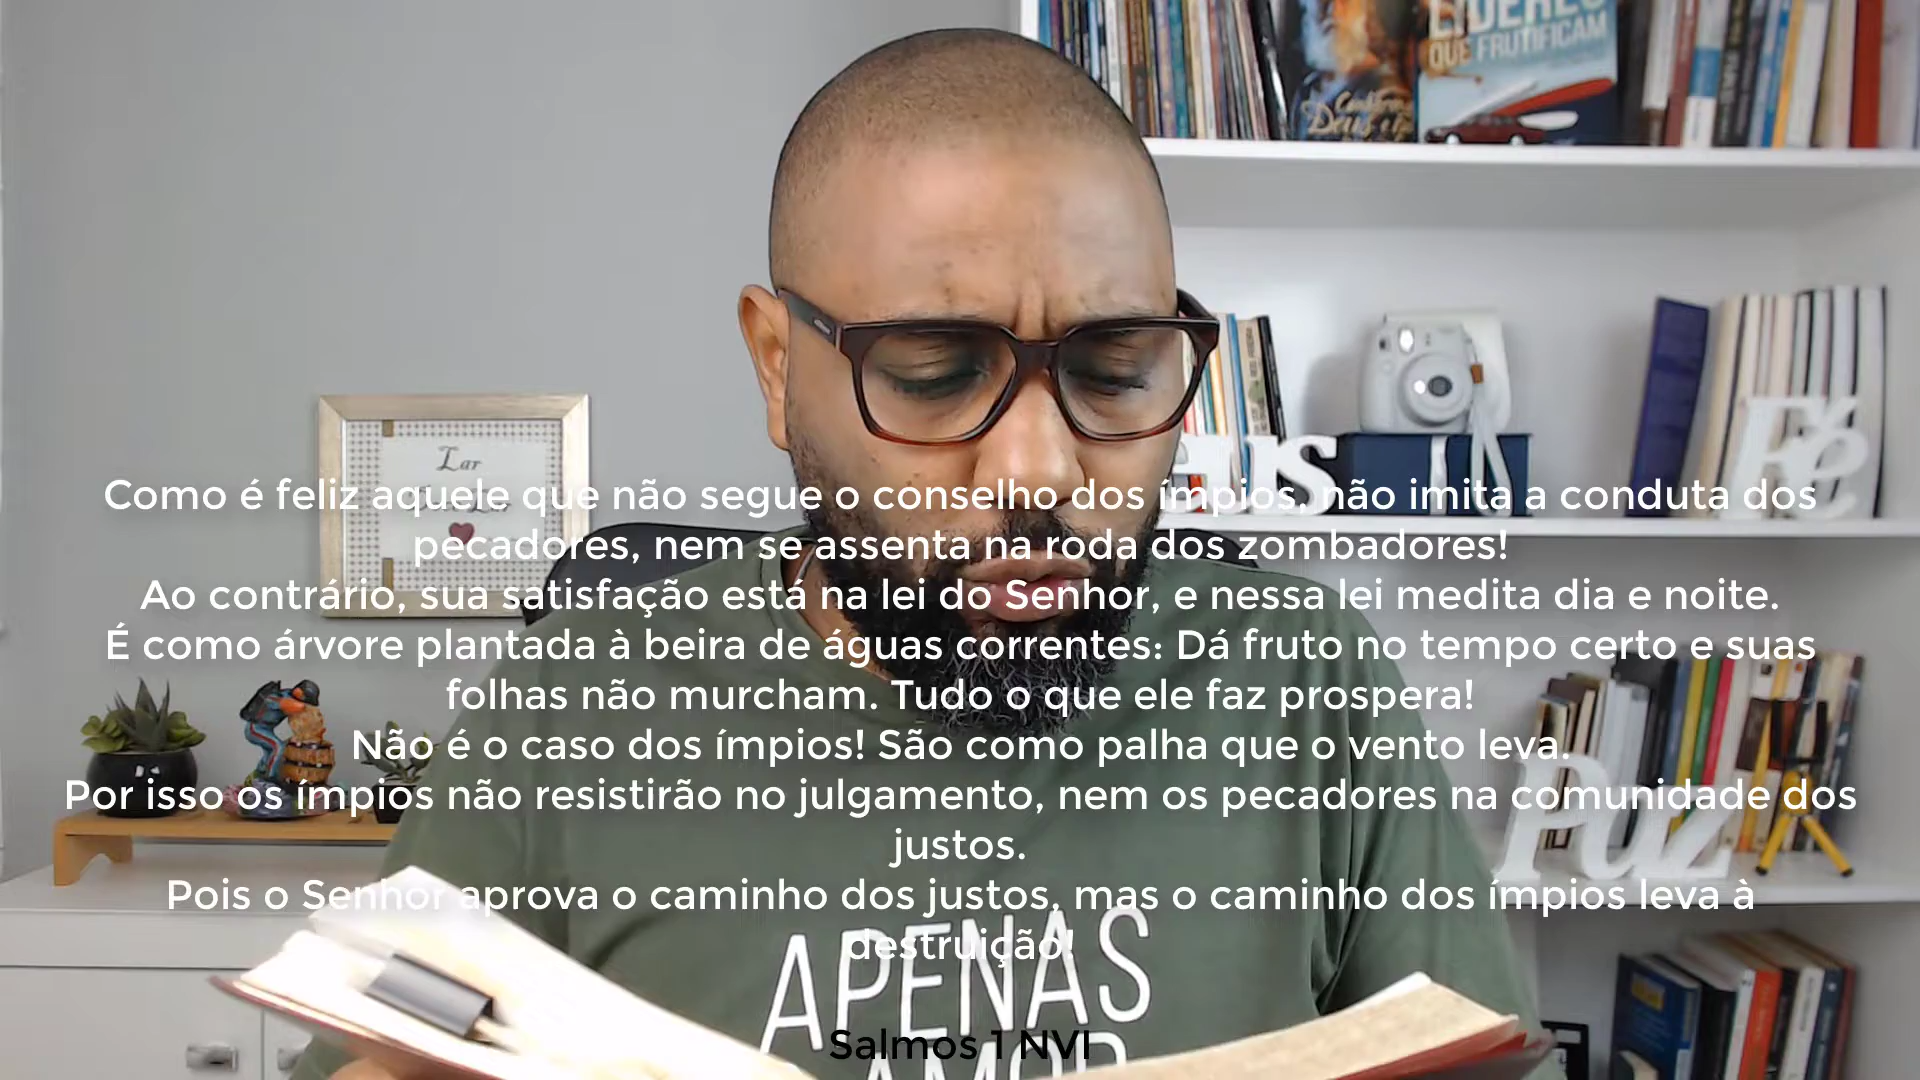 LÍDERES
QUE FRUTIFICAM
Deus
Lar
Fé
Como é feliz aquele que não segue o conselho dos ímpios, não imita a conduta dos
pecadores, nem se assenta na roda dos zombadores!
Ao contrário, sua satisfação está na lei do Senhor, e nessa lei medita dia e noite.
É como árvore plantada à beira de águas correntes: Dá fruto no tempo certo e suas
folhas não murcham. Tudo o que ele faz prospera!
Não é o caso dos ímpios! São como palha que o vento leva.
Por isso os ímpios não resistirão no julgamento, nem os pecadores na comunidade dos
justos.
Pois o Senhor aprova o caminho dos justos, mas o caminho dos ímpios leva à
destruição!
Paz
APENAS
AMOR
Salmos 1 NVI